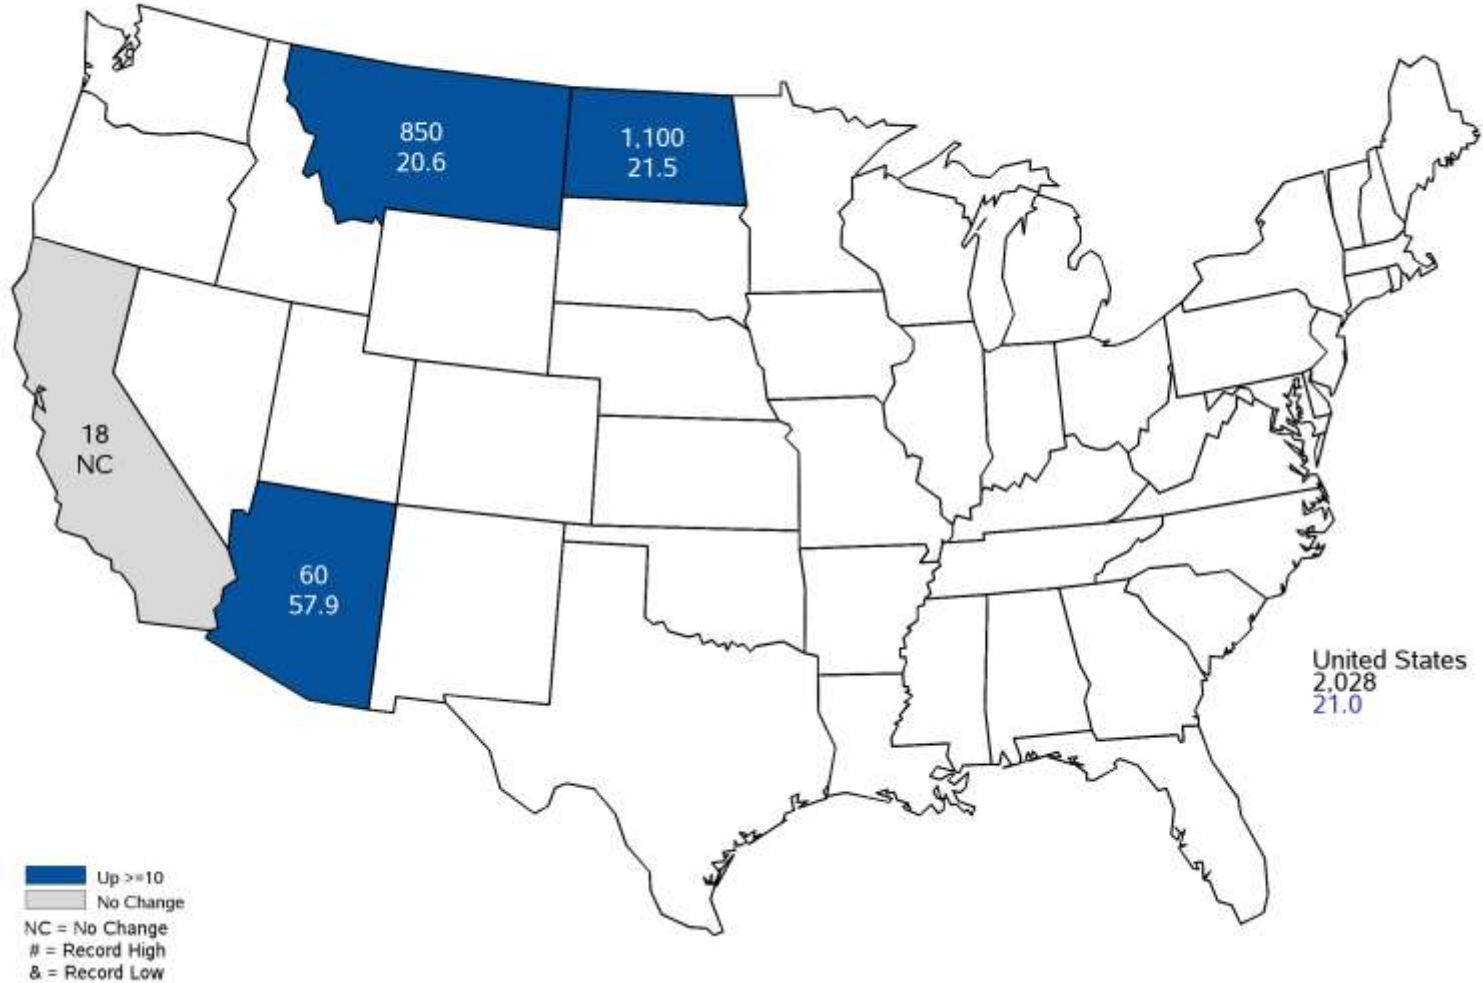 850
20.6
1,100
21.5
18
NC
60
57.9
United States
2,028
21.0
Up >=10
No Change
NC = No Change
# = Record High
& = Record Low